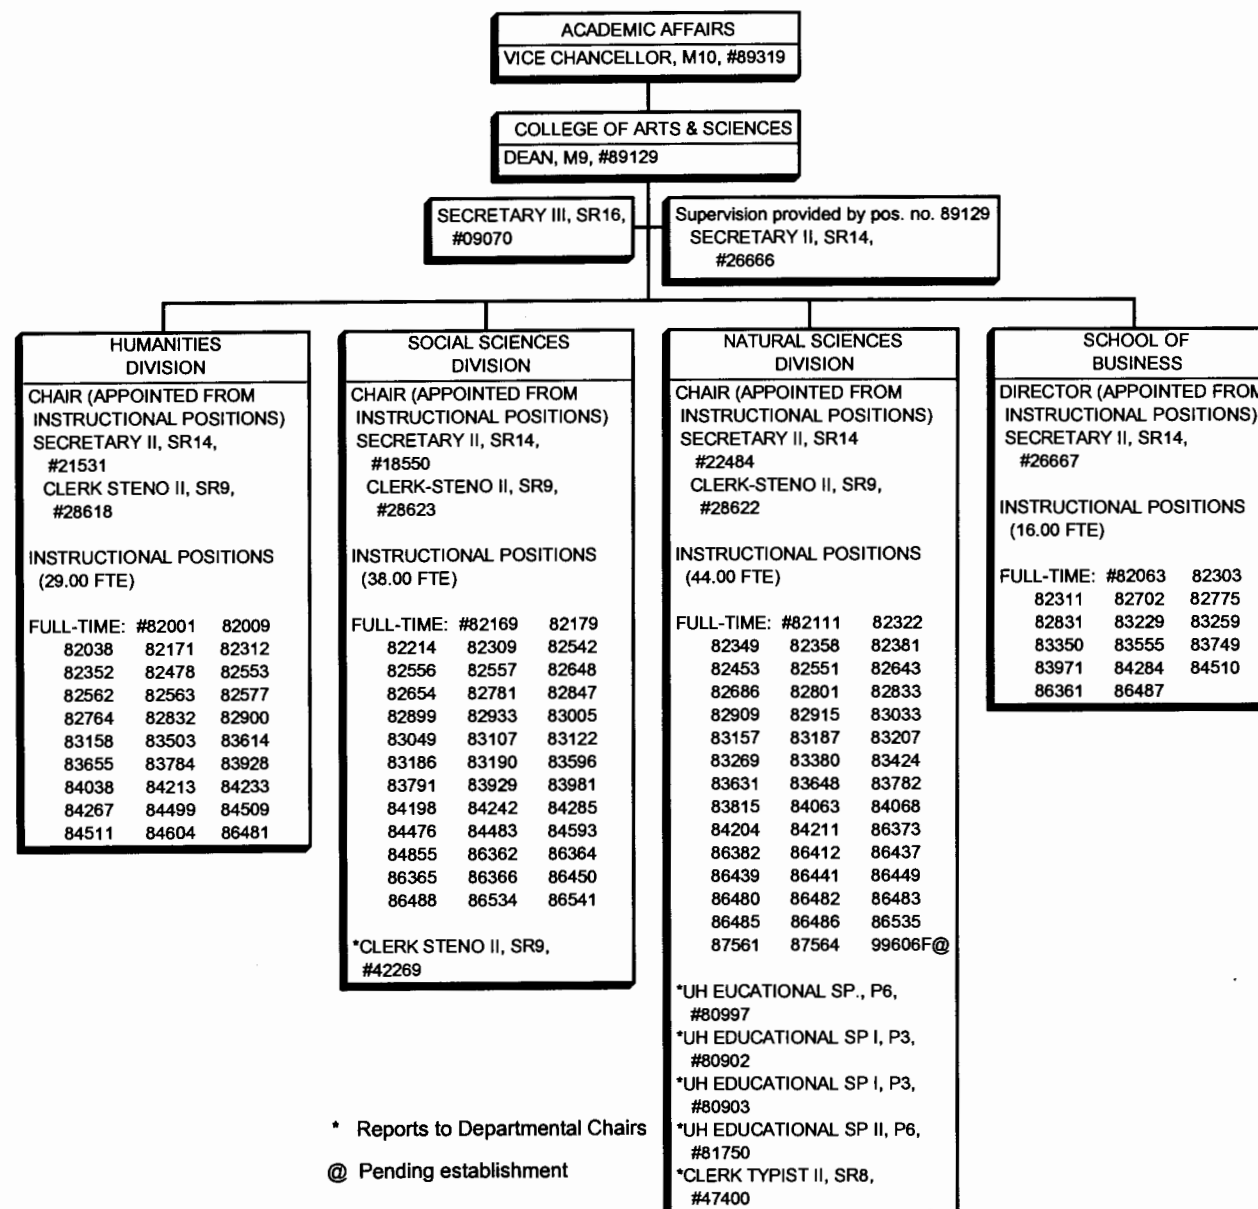 ACADEMIC AFFAIRS
VICE CHANCELLOR, M10, #89319
COLLEGE OF ARTS & SCIENCES
DEAN, M9, #89129
SECRETARY III, SR16,
#09070
Supervision provided by pos. no. 89129
SECRETARY II, SR14,
#26666
HUMANITIES
DIVISION
CHAIR (APPOINTED FROM
INSTRUCTIONAL POSITIONS)
SECRETARY II, SR14,
#21531
CLERK STENO II, SR9,
#28618
INSTRUCTIONAL POSITIONS
(29.00 FTE)
FULL-TIME: #82001 82009
82038 82171 82312
82352 82478 82553
82562 82563 82577
82764 82832 82900
83158 83503 83614
83655 83784 83928
84038 84213 84233
84267 84499 84509
84511 84604 86481
SOCIAL SCIENCES
DIVISION
CHAIR (APPOINTED FROM
INSTRUCTIONAL POSITIONS)
SECRETARY II, SR14,
#18550
CLERK-STENO II, SR9,
#28623
INSTRUCTIONAL POSITIONS
(38.00 FTE)
FULL-TIME: #82169 82179
82214 82309 82542
82556 82557 82648
82654 82781 82847
82899 82933 83005
83049 83107 83122
83186 83190 83596
83791 83929 83981
84198 84242 84285
84476 84483 84593
84855 86362 86364
86365 86366 86450
86488 86534 86541
*CLERK STENO II, SR9,
#42269
NATURAL SCIENCES
DIVISION
CHAIR (APPOINTED FROM
INSTRUCTIONAL POSITIONS)
SECRETARY II, SR14
#22484
CLERK-STENO II, SR9,
#28622
INSTRUCTIONAL POSITIONS
(44.00 FTE)
FULL-TIME: #82111 82322
82349 82358 82381
82453 82551 82643
82686 82801 82833
82909 82915 83033
83157 83187 83207
83269 83380 83424
83631 83648 83782
83815 84063 84068
84204 84211 86373
86382 86412 86437
86439 86441 86449
86480 86482 86483
86485 86486 86535
87561 87564 99606F@
*UH EUCATIONAL SP., P6,
#80997
*UH EDUCATIONAL SP I, P3,
#80902
*UH EDUCATIONAL SP I, P3,
#80903
*UH EDUCATIONAL SP II, P6,
#81750
*CLERK TYPIST II, SR8,
#47400
SCHOOL OF
BUSINESS
DIRECTOR (APPOINTED FROM
INSTRUCTIONAL POSITIONS)
SECRETARY II, SR14,
#26667
INSTRUCTIONAL POSITIONS
(16.00 FTE)
FULL-TIME: #82063 82303
82311 82702 82775
82831 83229 83259
83350 83555 83749
83971 84284 84510
86361 86487
* Reports to Departmental Chairs
@ Pending establishment